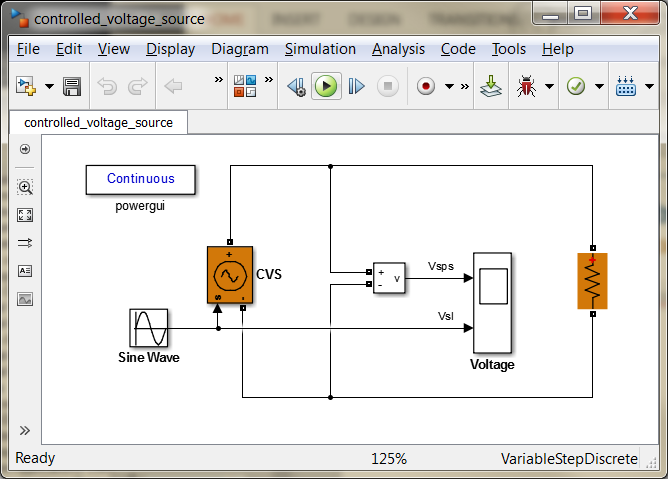 controlled_voltage_source
File Edit View Display Diagram Simulation Analysis Code Tools Help
controlled_voltage_source
Continuous
powergui
+
CVS
s
-
+
-
v
Vsps
Vsl
+
Sine Wave
Voltage
Ready
125%
VariableStepDiscrete